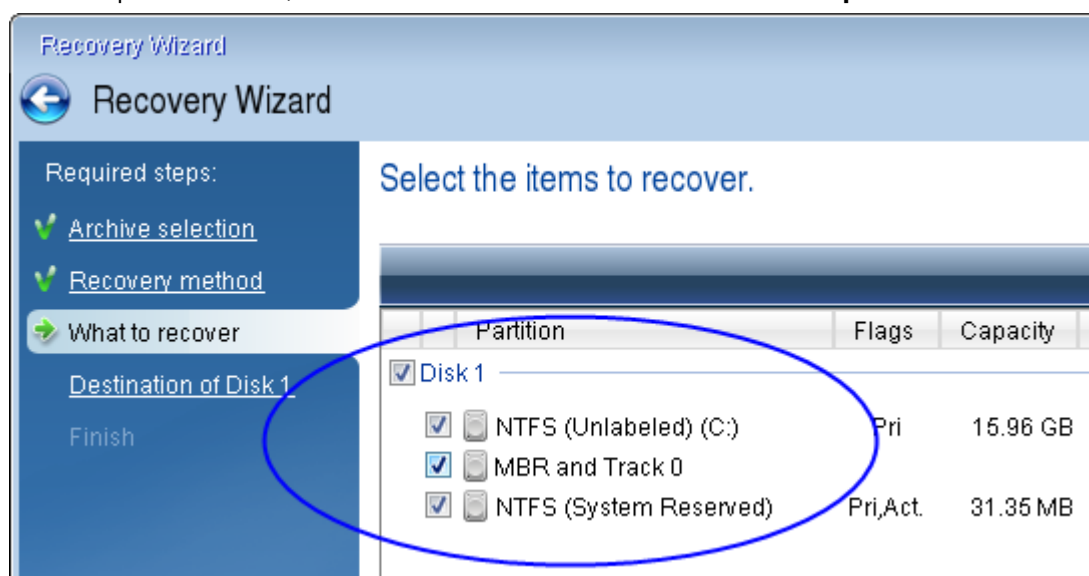 Recovery Wizard
Recovery Wizard
Required steps:
Archive selection
Recovery method
What to recover
Destination of Disk 1
Finish
Select the items to recover.
Partition Flags Capacity
Disk 1
NTFS (Unlabeled) (C:) Pri 15.96 GB
MBR and Track 0
NTFS (System Reserved) Pri,Act. 31.35 MB